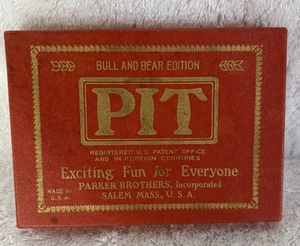 BULL AND BEAR EDITION
PIT
REGISTERED U.S. PATENT OFFICE
AND IN FOREIGN COUNTRIES
Exciting Fun for Everyone
PARKER BROTHERS, Incorporated
MADE IN
U.S.A.
SALEM MASS, U.S.A.